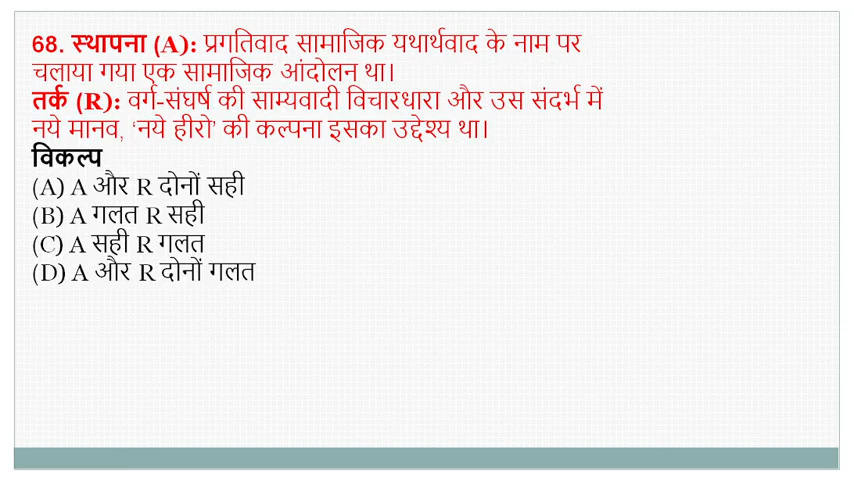 68. स्थापना (A): प्रगतिवाद सामाजिक यथार्थवाद के नाम पर
चलाया गया एक सामाजिक आंदोलन था।
तर्क (R): वर्ग-संघर्ष की साम्यवादी विचारधारा और उस संदर्भ में
नये मानव, ‘नये हीरो’ की कल्पना इसका उद्देश्य था।
विकल्प
(A) A और R दोनों सही
(B) A गलत R सही
(C) A सही R गलत
(D) A और R दोनों गलत